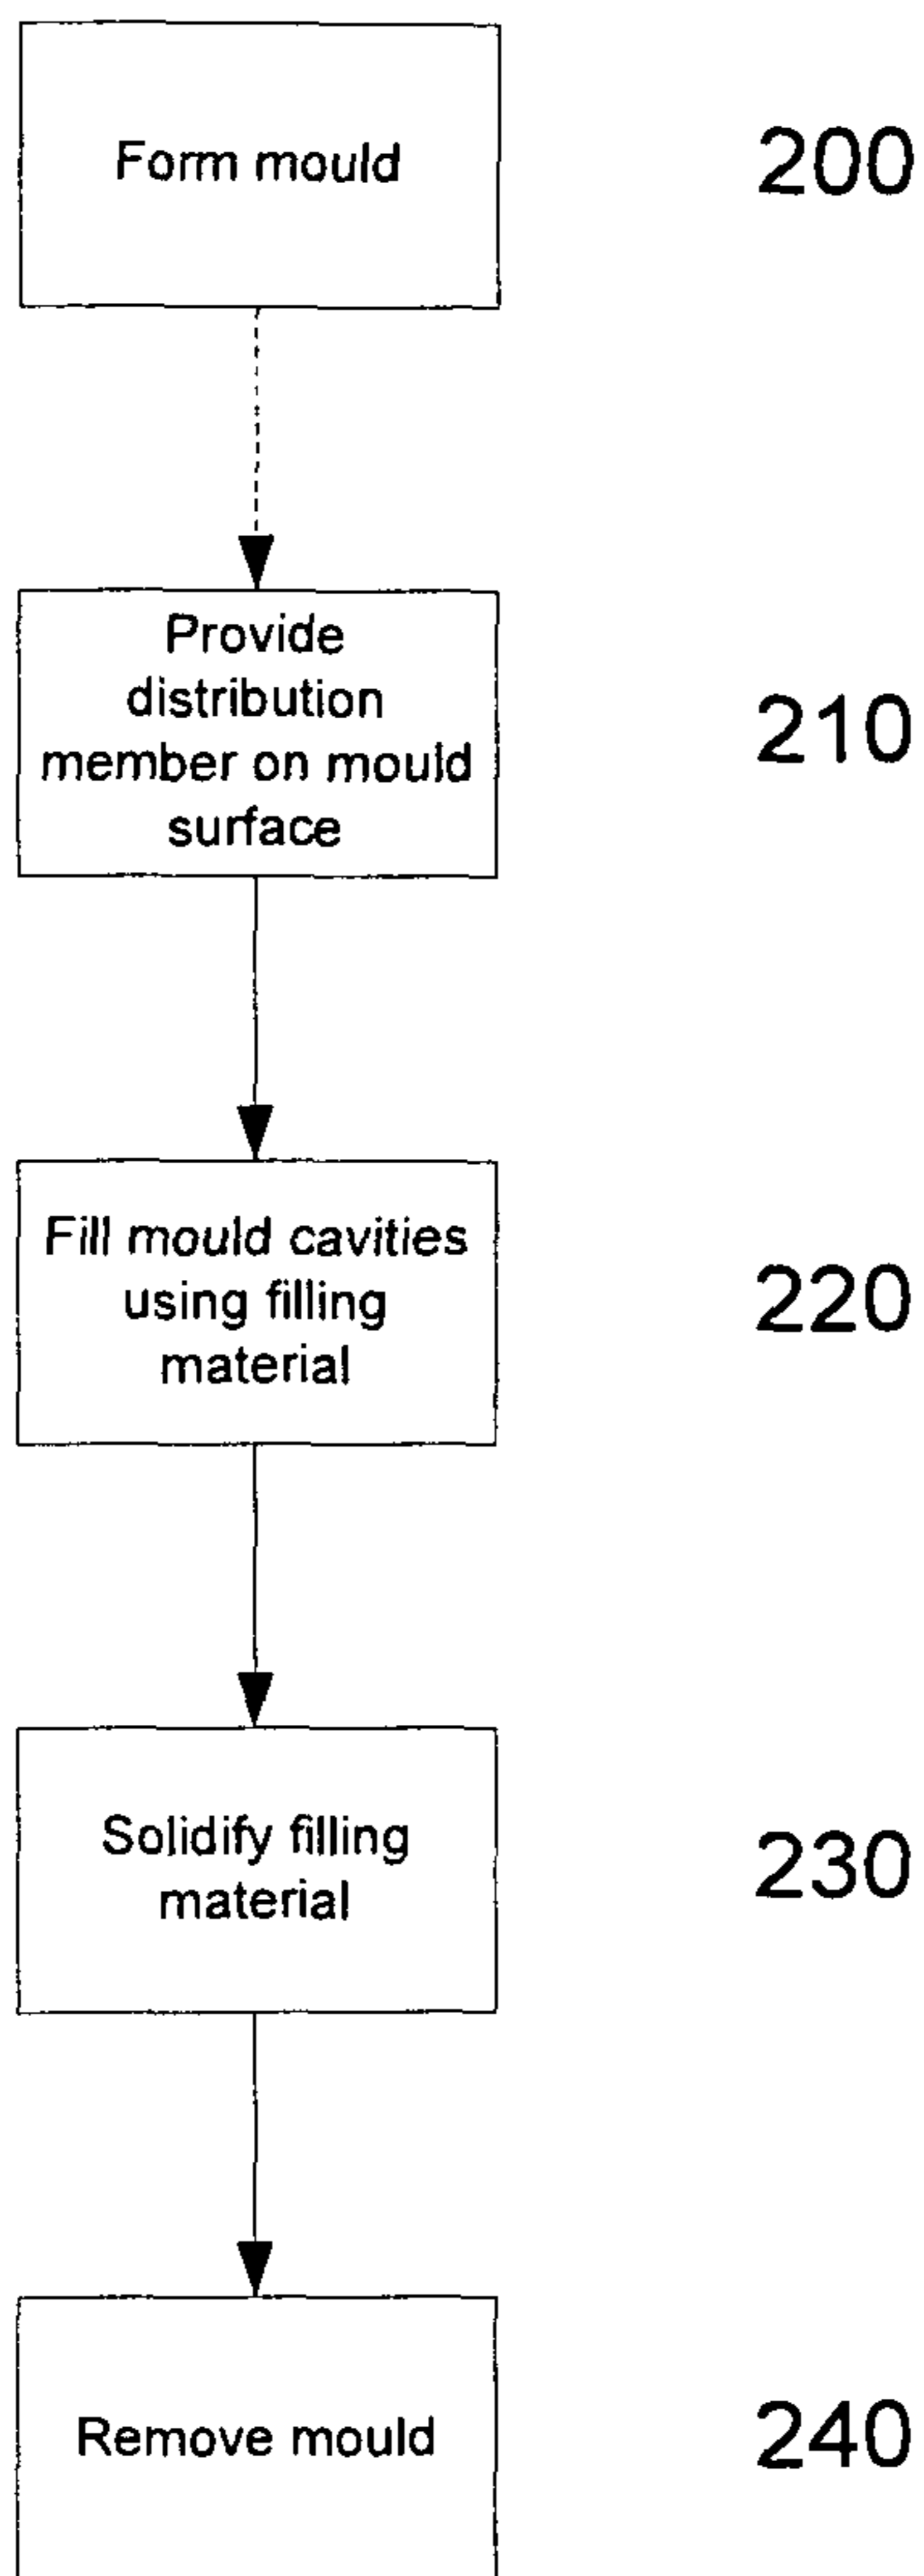 Form mould
200
Provide
distribution
member on mould
surface
210
Fill mould cavities
using filling
material
220
Solidify filling
material
230
Remove mould
240